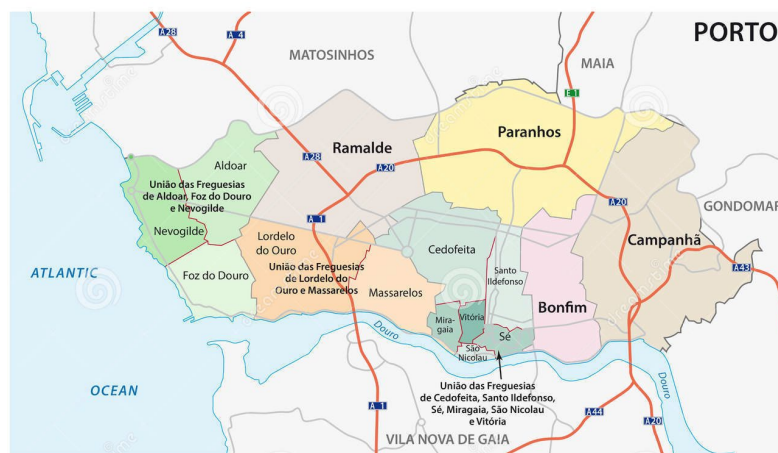 PORTO
A28
A 4
MATOSINHOS
MAIA
E 1
Paranhos
Ramalde
A28
A20
Aldoar
União das Freguesias
de Aldoar, Foz do Douro
e Nevogilde
Nevogilde
A20
GONDOMAR
A 1
Lordelo
do Ouro
Cedofeita
Campanhã
União das Freguesias
de Lordelo do
Ouro e Massarelos
Foz do Douro
ATLANTIC
Santo
Ildefonso
A43
Massarelos
Bonfim
Mira-
gaia
Vitória
Sé
Douro
São
Nicolau
União das Freguesias
de Cedofeita, Santo Ildefonso,
Sé, Miragaia, São Nicolau
e Vitória
Douro
OCEAN
A 1
A44
A20
VILA NOVA DE GAIA